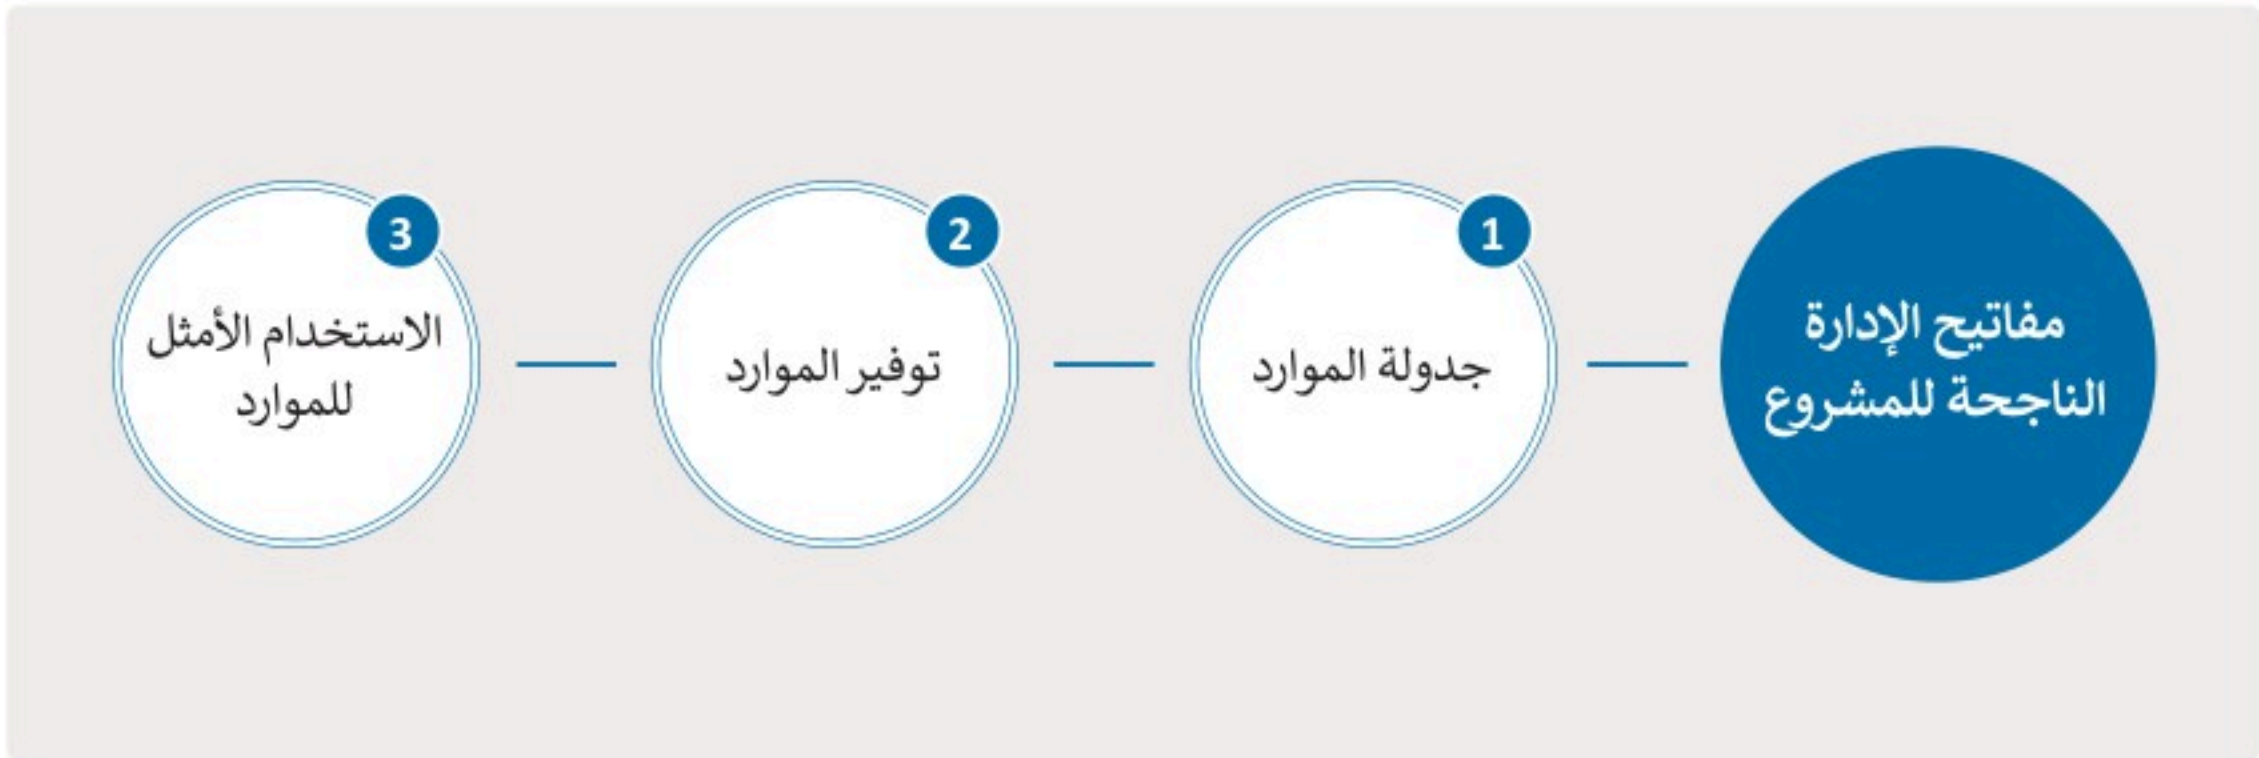 مفاتيح الإدارة
الناجحة للمشروع
1
جدولة الموارد
2
توفير الموارد
3
الاستخدام الأمثل
للموارد